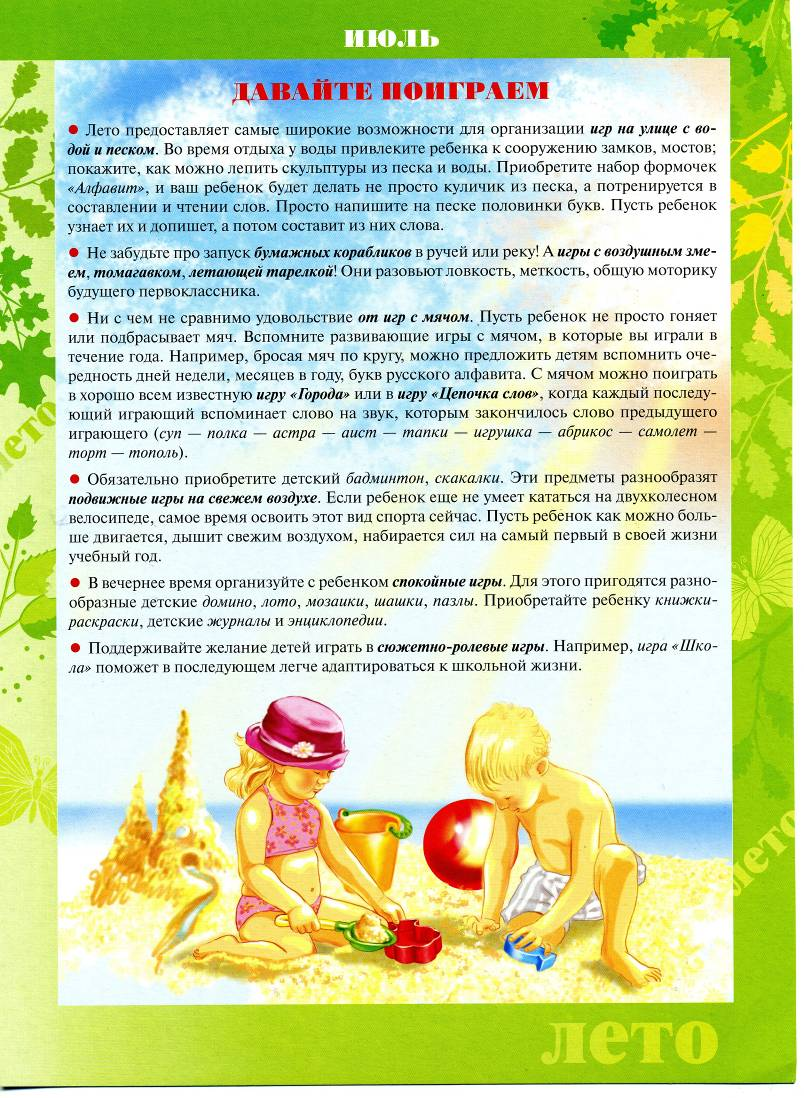 ИЮЛЬ
ДАВАЙТЕ ПОИГРАЕМ
● Лето предоставляет самые широкие возможности для организации игр на улице с во-
дой и песком. Во время отдыха у воды привлеките ребенка к сооружению замков, мостов;
покажите, как можно лепить скульптуры из песка и воды. Приобретите набор формочек
«Алфавит», и ваш ребенок будет делать не просто куличик из песка, а потренируется в
составлении и чтении слов. Просто напишите на песке половинки букв. Пусть ребенок
узнает их и допишет, а потом составит из них слова.
● Не забудьте про запуск бумажных корабликов в ручей или реку! А игры с воздушным зме-
ем, томагавком, летающей тарелкой! Они разовьют ловкость, меткость, общую моторику
будущего первоклассника.
● Ни с чем не сравнимо удовольствие от игр с мячом. Пусть ребенок не просто гоняет
или подбрасывает мяч. Вспомните развивающие игры с мячом, в которые вы играли в
течение года. Например, бросая мяч по кругу, можно предложить детям вспомнить оче-
редность дней недели, месяцев в году, букв русского алфавита. С мячом можно поиграть
в хорошо всем известную игру «Города» или в игру «Цепочка слов», когда каждый последу-
ющий играющий вспоминает слово на звук, которым закончилось слово предыдущего
играющего (суп — полка — астра — аист — тапки — игрушка — абрикос — самолет —
торт — тополь).
● Обязательно приобретите детский бадминтон, скакалки. Эти предметы разнообразят
подвижные игры на свежем воздухе. Если ребенок еще не умеет кататься на двухколесном
велосипеде, самое время освоить этот вид спорта сейчас. Пусть ребенок как можно боль-
ше двигается, дышит свежим воздухом, набирается сил на самый первый в своей жизни
учебный год.
● В вечернее время организуйте с ребенком спокойные игры. Для этого пригодятся разно-
образные детские домино, лото, мозаики, шашки, пазлы. Приобретайте ребенку книжки-
раскраски, детские журналы и энциклопедии.
● Поддерживайте желание детей играть в сюжетно-ролевые игры. Например, игра «Шко-
ла» поможет в последующем легче адаптироваться к школьной жизни.
лето
лето
лето